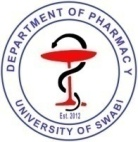 DEPARTMENT OF PHARMACY
Est. 2012
UNIVERSITY OF SWABI